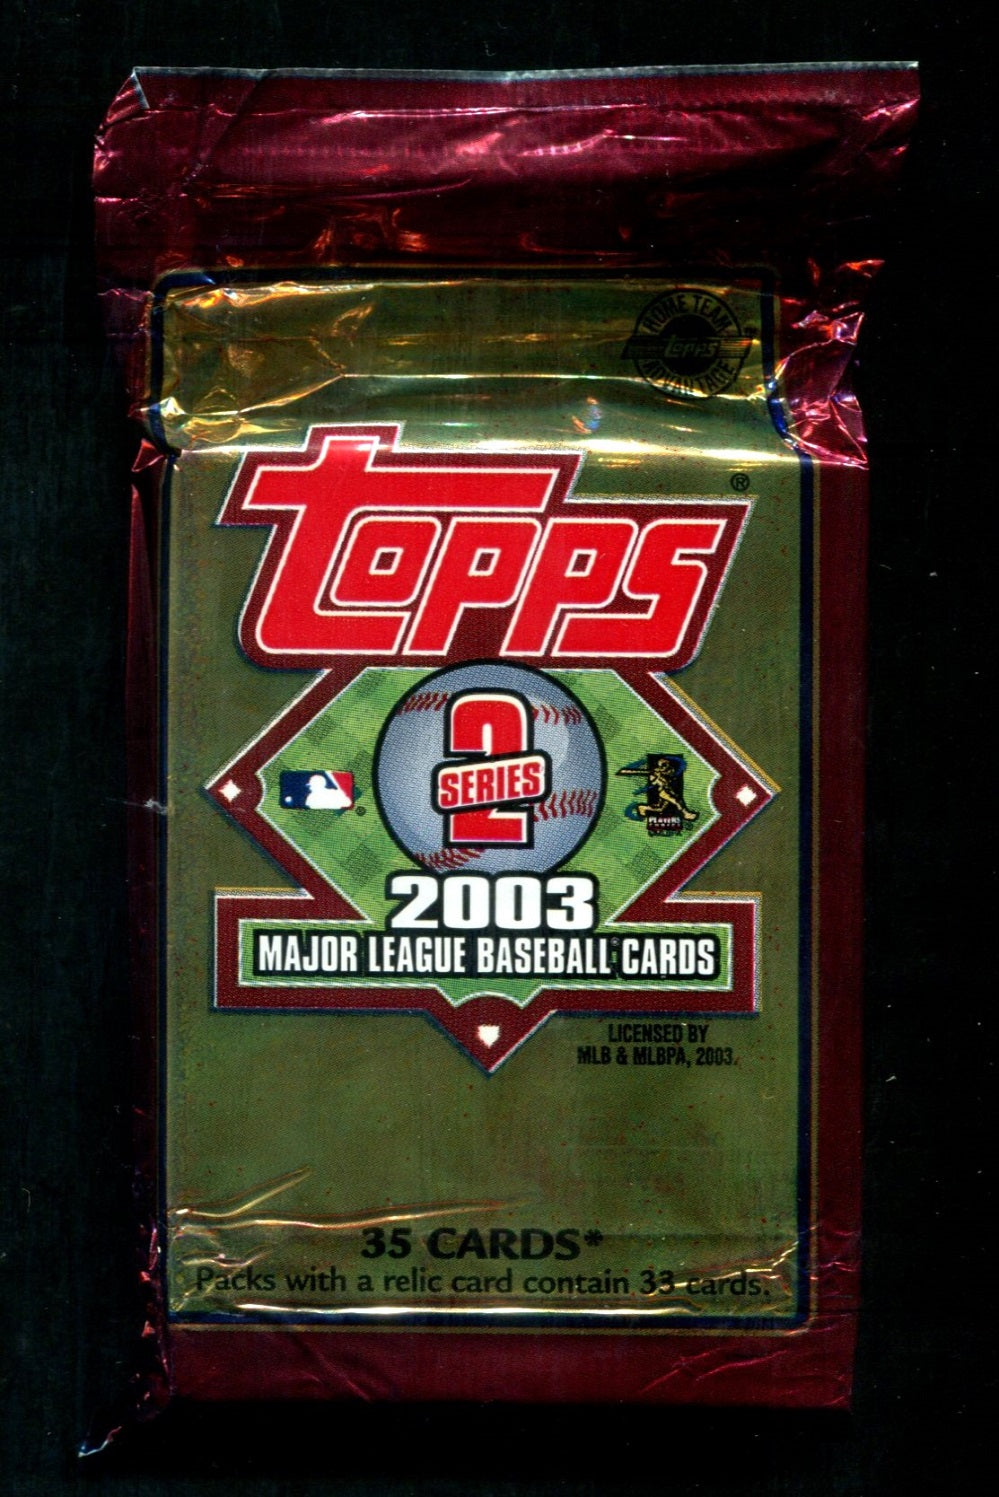 HOME TEAM
Topps
ADVANTAGE
Topps ®
2
SERIES
2003
MAJOR LEAGUE BASEBALL CARDS
LICENSED BY
MLB & MLBPA, 2003.
35 CARDS*
Packs with a relic card contain 33 cards.